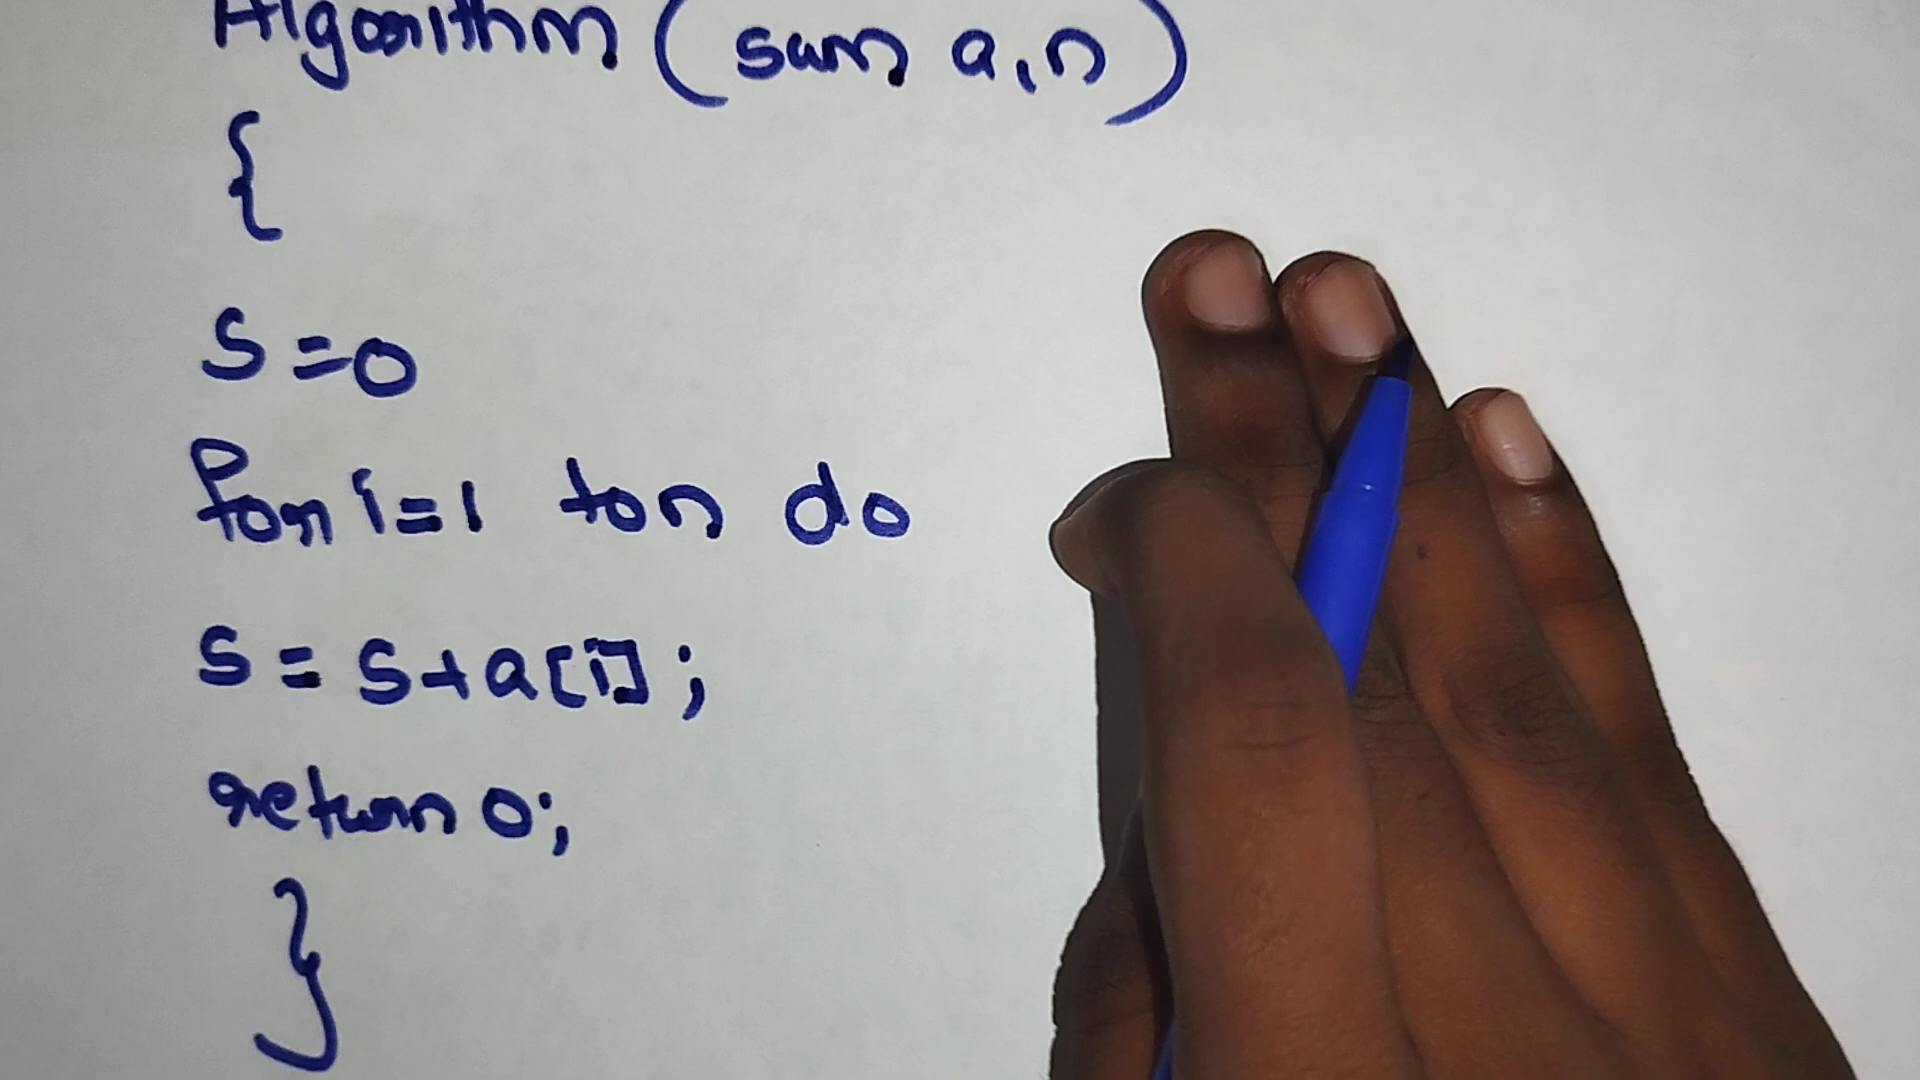 Algorithm (sum a,n)
{
S=0
for i=1 to n do
S = S+a[i];
return 0;
}